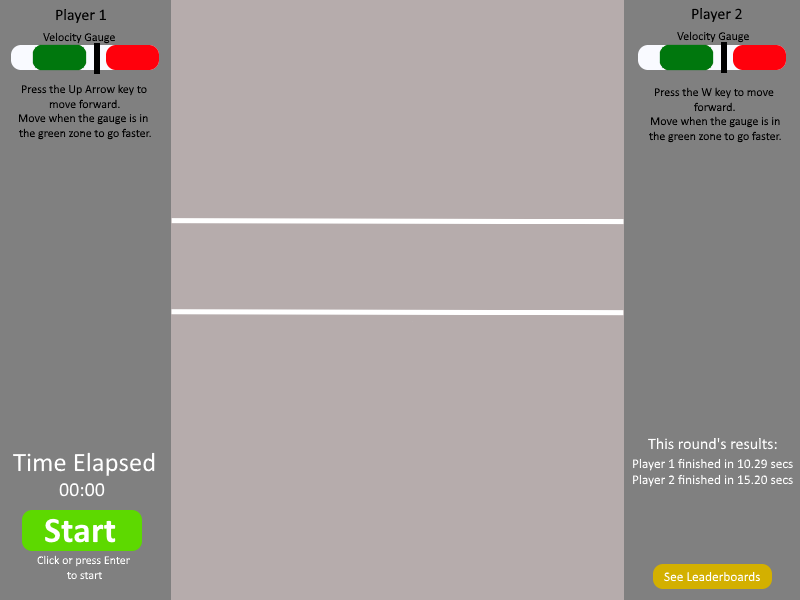 Player 1
Velocity Gauge
Press the Up Arrow key to
move forward.
Move when the gauge is in
the green zone to go faster.
Player 2
Velocity Gauge
Press the W key to move
forward.
Move when the gauge is in
the green zone to go faster.
Time Elapsed
00:00
Start
Click or press Enter
to start
This round's results:
Player 1 finished in 10.29 secs
Player 2 finished in 15.20 secs
See Leaderboards